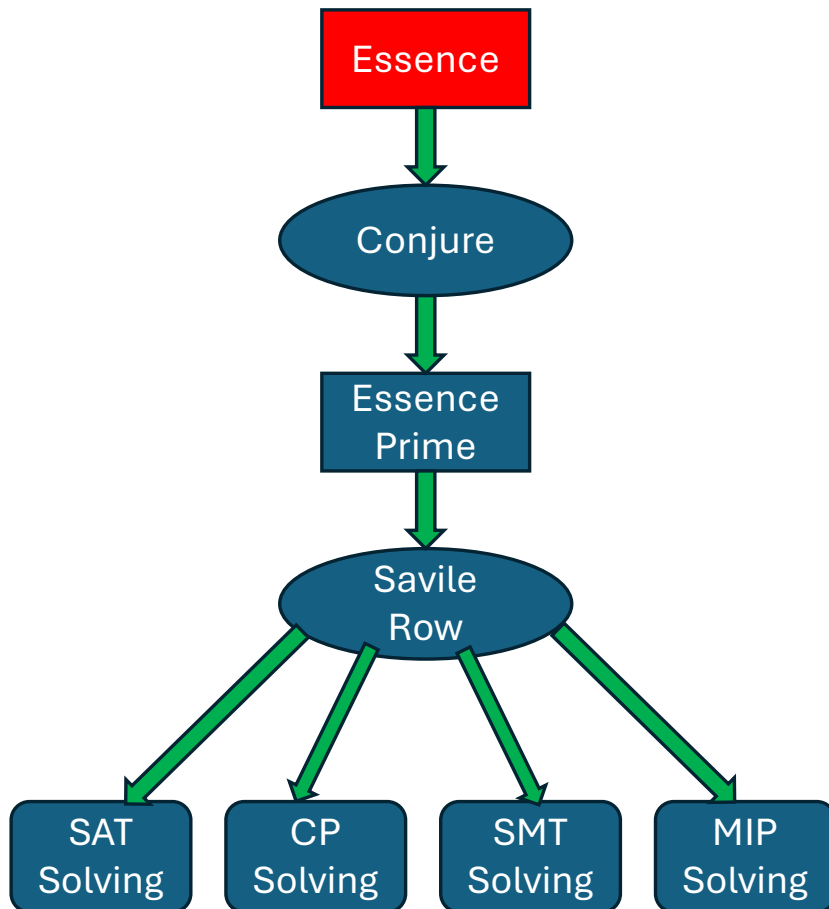 Essence
Conjure
Essence
Prime
Savile
Row
SAT
Solving
CP
Solving
SMT
Solving
MIP
Solving